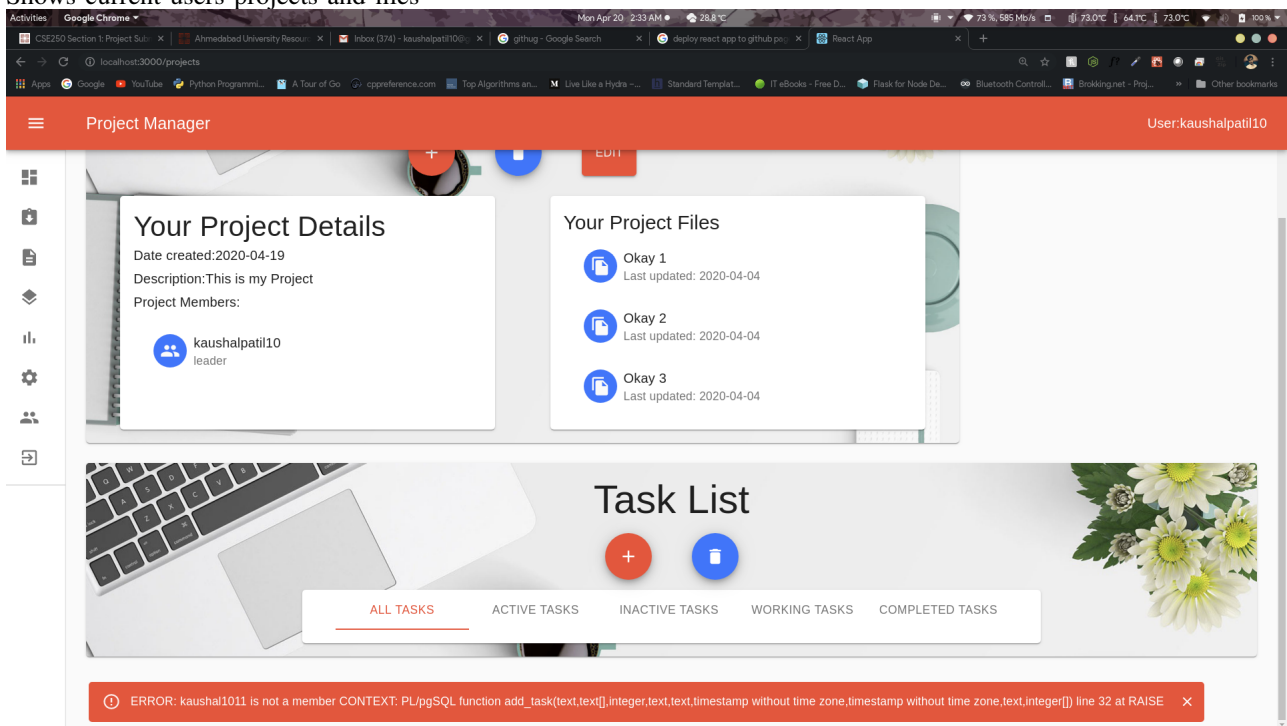 Shows current users projects and files
Activities Google Chrome Mon Apr 20 2:33 AM 28.8°C 73 %, 585 Mb/s 73.0°C 64.1°C 73.0°C 100 %
CSE250 Section 1: Project Sub Ahmedabad University Resour Inbox (374) - kaushalpatil10@g githug - Google Search deploy react app to github pag React App
localhost:3000/projects
Apps Google YouTube Python Programmi... A Tour of Go cppreference.com Top Algorithms an... Live Like a Hydra –... Standard Templat... IT eBooks - Free D... Flask for Node De... Bluetooth Controll... Brokking.net - Proj... » Other bookmarks
Project Manager User:kaushalpatil10
EDIT
Your Project Details
Date created:2020-04-19
Description:This is my Project
Project Members:
kaushalpatil10
leader
Your Project Files
Okay 1
Last updated: 2020-04-04
Okay 2
Last updated: 2020-04-04
Okay 3
Last updated: 2020-04-04
Task List
ALL TASKS ACTIVE TASKS INACTIVE TASKS WORKING TASKS COMPLETED TASKS
ERROR: kaushal1011 is not a member CONTEXT: PL/pgSQL function add_task(text,text[],integer,text,text,timestamp without time zone,timestamp without time zone,text,integer[]) line 32 at RAISE